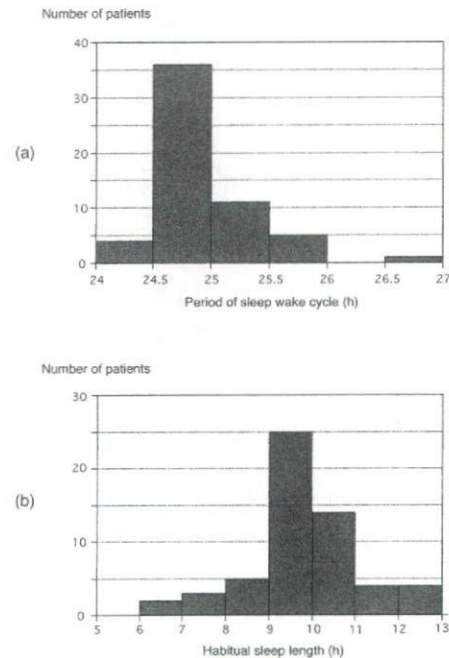 Number of patients
40
30
(a)
20
10
0
24 24.5 25 25.5 26 26.5 27
Period of sleep wake cycle (h)
Number of patients
30
20
(b)
10
0
5 6 7 8 9 10 11 12 13
Habitual sleep length (h)